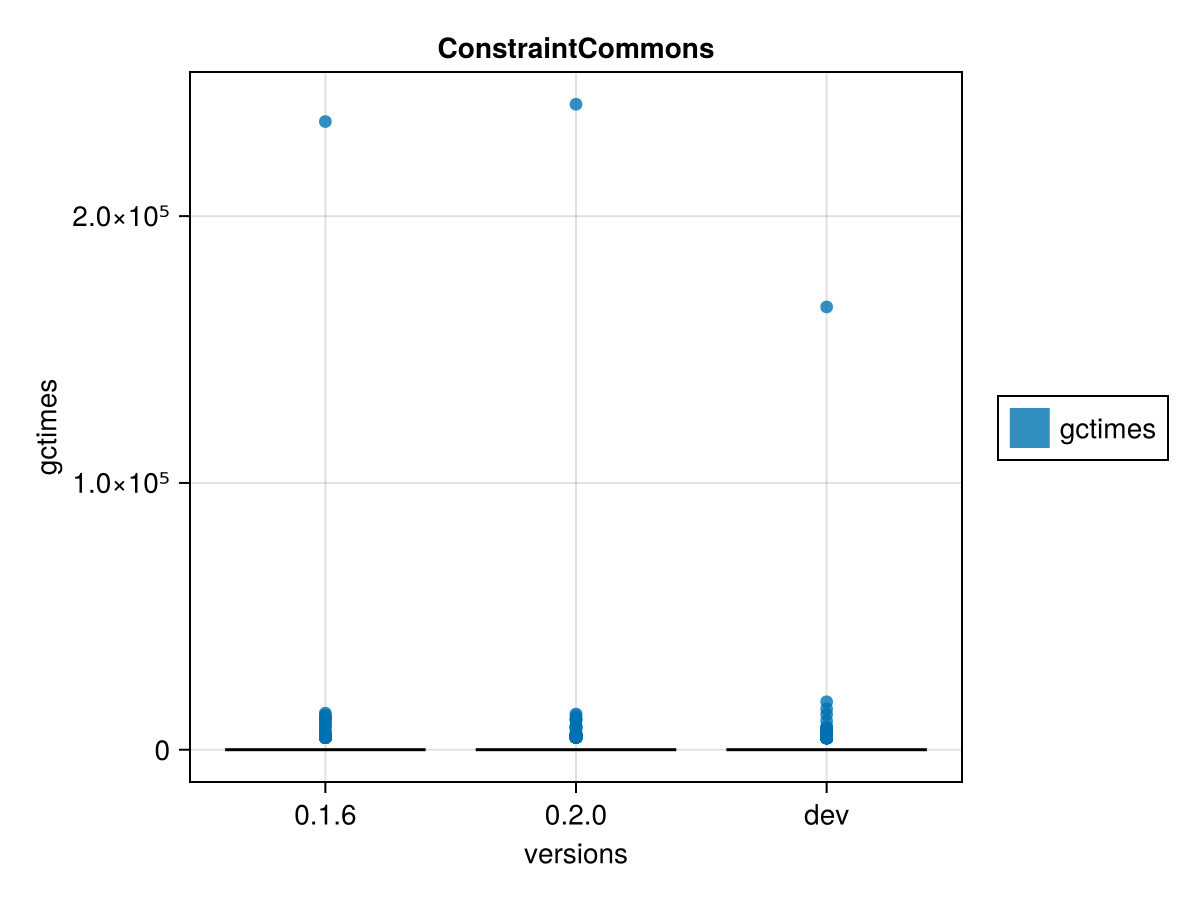 ConstraintCommons
gctimes
2.0×10⁵
1.0×10⁵
0
0.1.6
0.2.0
dev
versions
gctimes